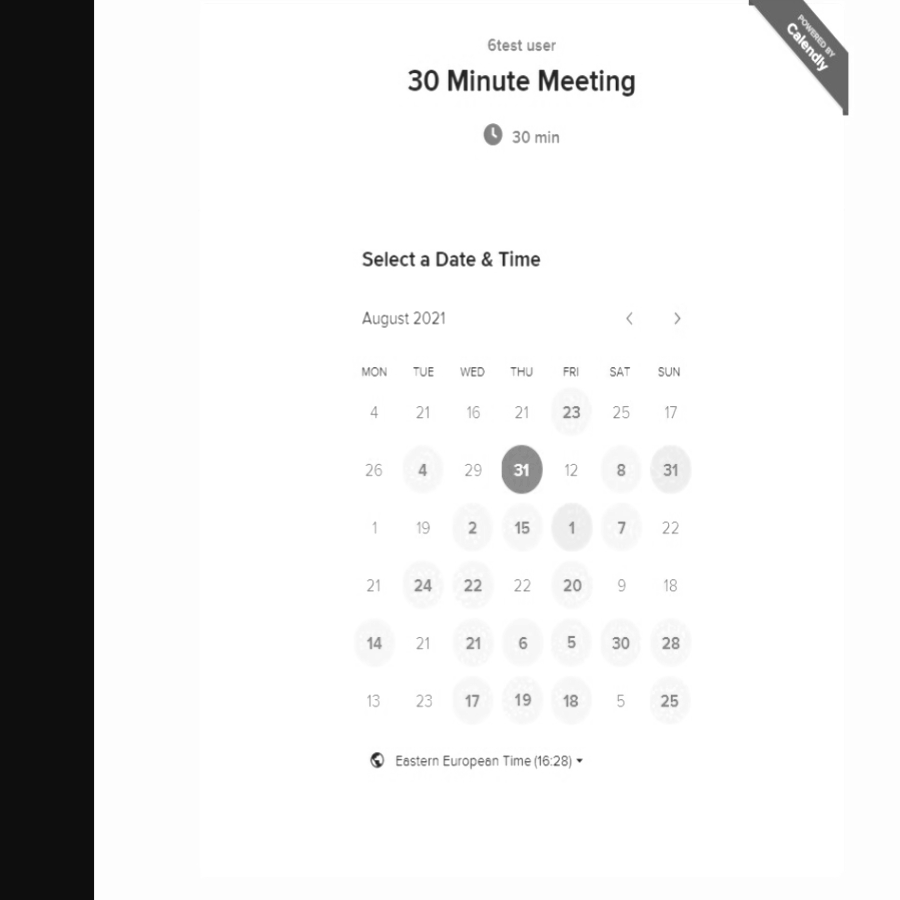 POWERED BY
Calendly
6test user
30 Minute Meeting
30 min
Select a Date & Time
August 2021
MON TUE WED THU FRI SAT SUN
4 21 16 21 23 25 17
26 4 29 31 12 8 31
1 19 2 15 1 7 22
21 24 22 22 20 9 18
14 21 21 6 5 30 28
13 23 17 19 18 5 25
Eastern European Time (16:28)